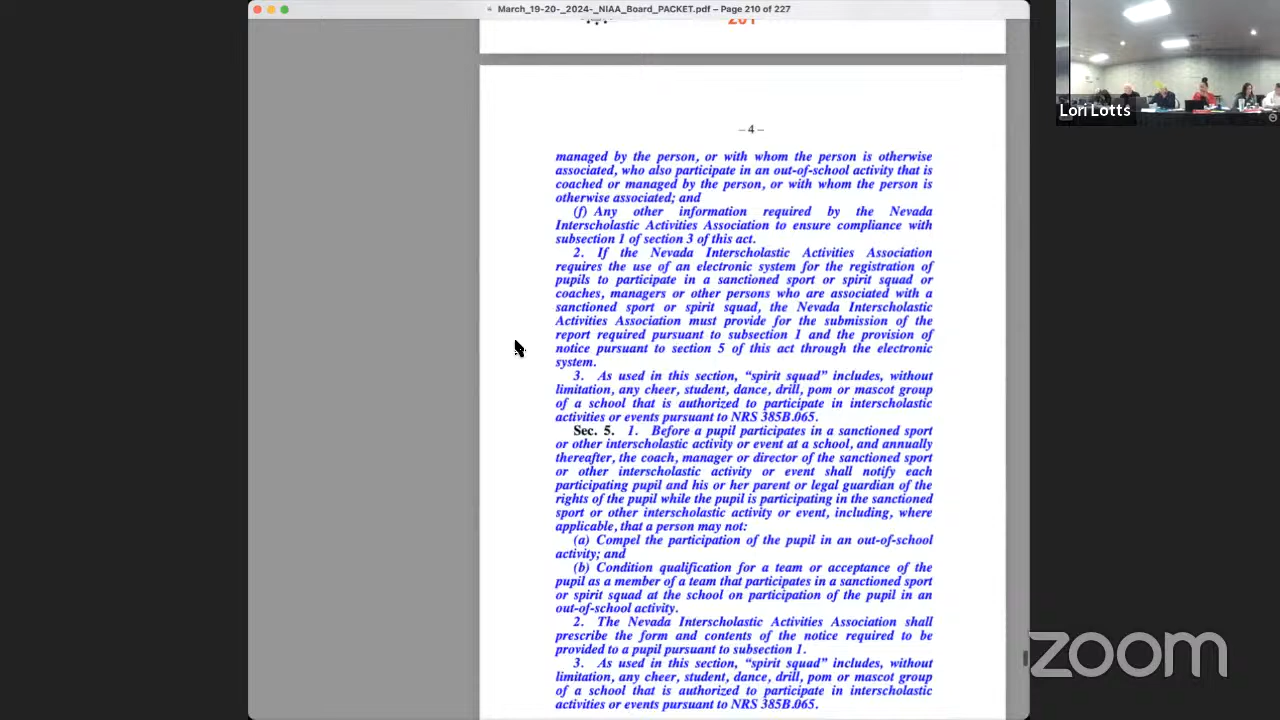 March_19-20-_2024-_NIAA_Board_PACKET.pdf – Page 210 of 227
201
Lori Lotts
– 4 –
managed by the person, or with whom the person is otherwise
associated, who also participate in an out-of-school activity that is
coached or managed by the person, or with whom the person is
otherwise associated; and
(f) Any other information required by the Nevada
Interscholastic Activities Association to ensure compliance with
subsection 1 of section 3 of this act.
2. If the Nevada Interscholastic Activities Association
requires the use of an electronic system for the registration of
pupils to participate in a sanctioned sport or spirit squad or
coaches, managers or other persons who are associated with a
sanctioned sport or spirit squad, the Nevada Interscholastic
Activities Association must provide for the submission of the
report required pursuant to subsection 1 and the provision of
notice pursuant to section 5 of this act through the electronic
system.
3. As used in this section, “spirit squad” includes, without
limitation, any cheer, student, dance, drill, pom or mascot group
of a school that is authorized to participate in interscholastic
activities or events pursuant to NRS 385B.065.
Sec. 5. 1. Before a pupil participates in a sanctioned sport
or other interscholastic activity or event at a school, and annually
thereafter, the coach, manager or director of the sanctioned sport
or other interscholastic activity or event shall notify each
participating pupil and his or her parent or legal guardian of the
rights of the pupil while the pupil is participating in the sanctioned
sport or other interscholastic activity or event, including, where
applicable, that a person may not:
(a) Compel the participation of the pupil in an out-of-school
activity; and
(b) Condition qualification for a team or acceptance of the
pupil as a member of a team that participates in a sanctioned sport
or spirit squad at the school on participation of the pupil in an
out-of-school activity.
2. The Nevada Interscholastic Activities Association shall
prescribe the form and contents of the notice required to be
provided to a pupil pursuant to subsection 1.
3. As used in this section, “spirit squad” includes, without
limitation, any cheer, student, dance, drill, pom or mascot group
of a school that is authorized to participate in interscholastic
activities or events pursuant to NRS 385B.065.
zoom